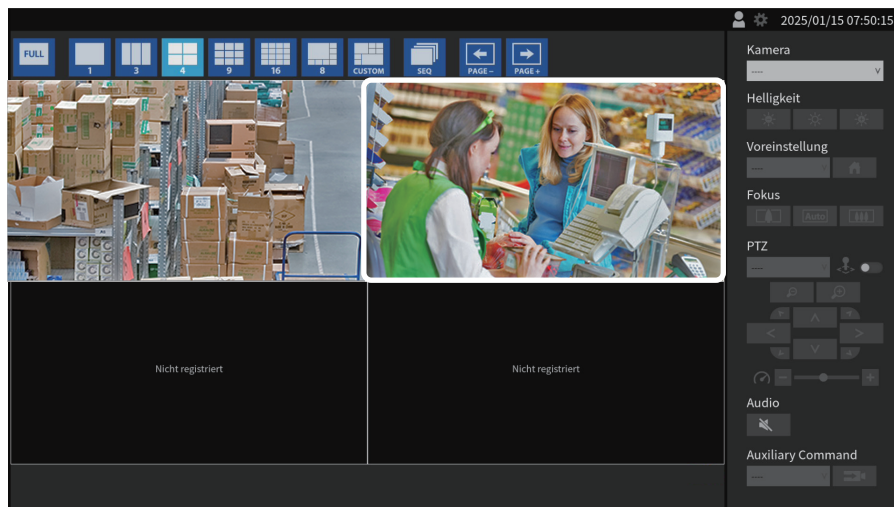 2025/01/15 07:50:15
FULL
1
3
4
9
16
8
CUSTOM
SEQ
PAGE −
PAGE +
Kamera
---
Helligkeit
Voreinstellung
---
Fokus
Auto
PTZ
---
Nicht registriert
Nicht registriert
Audio
Auxiliary Command
---